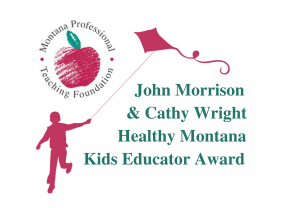 • Montana Professional •
Teaching Foundation
John Morrison
& Cathy Wright
Healthy Montana
Kids Educator Award